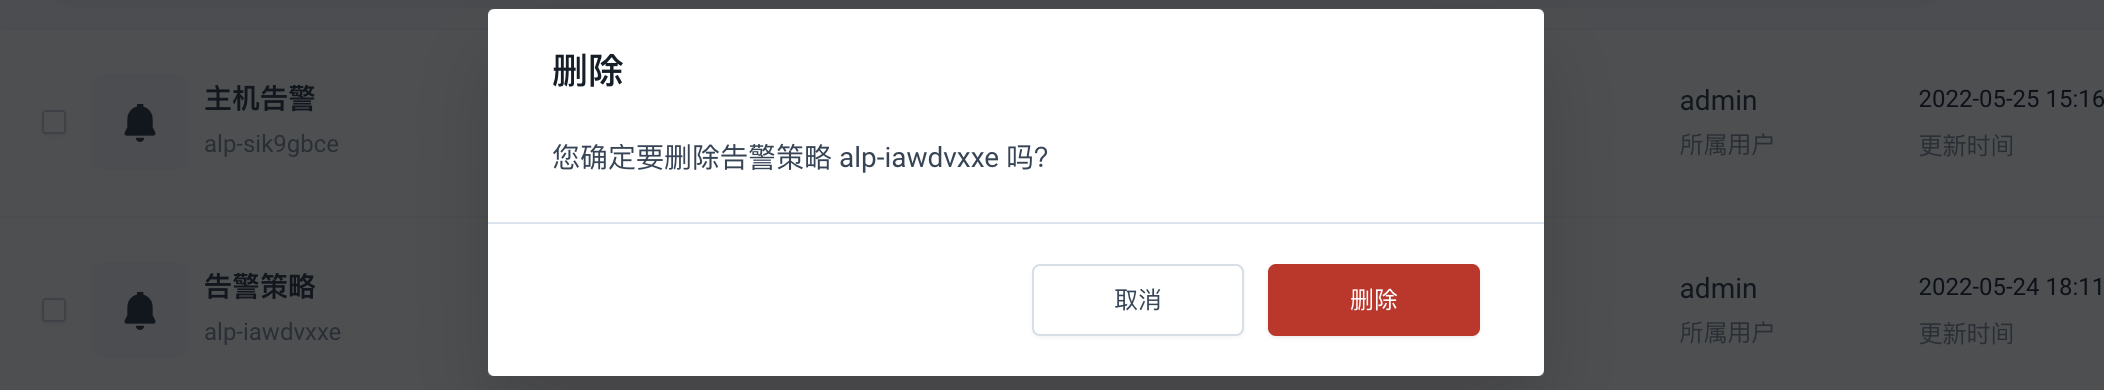 删除
您确定要删除告警策略 alp-iawdvxxe 吗?
取消
删除
主机告警
alp-sik9gbce
admin
所属用户
2022-05-25 15:16
更新时间
告警策略
alp-iawdvxxe
admin
所属用户
2022-05-24 18:11
更新时间